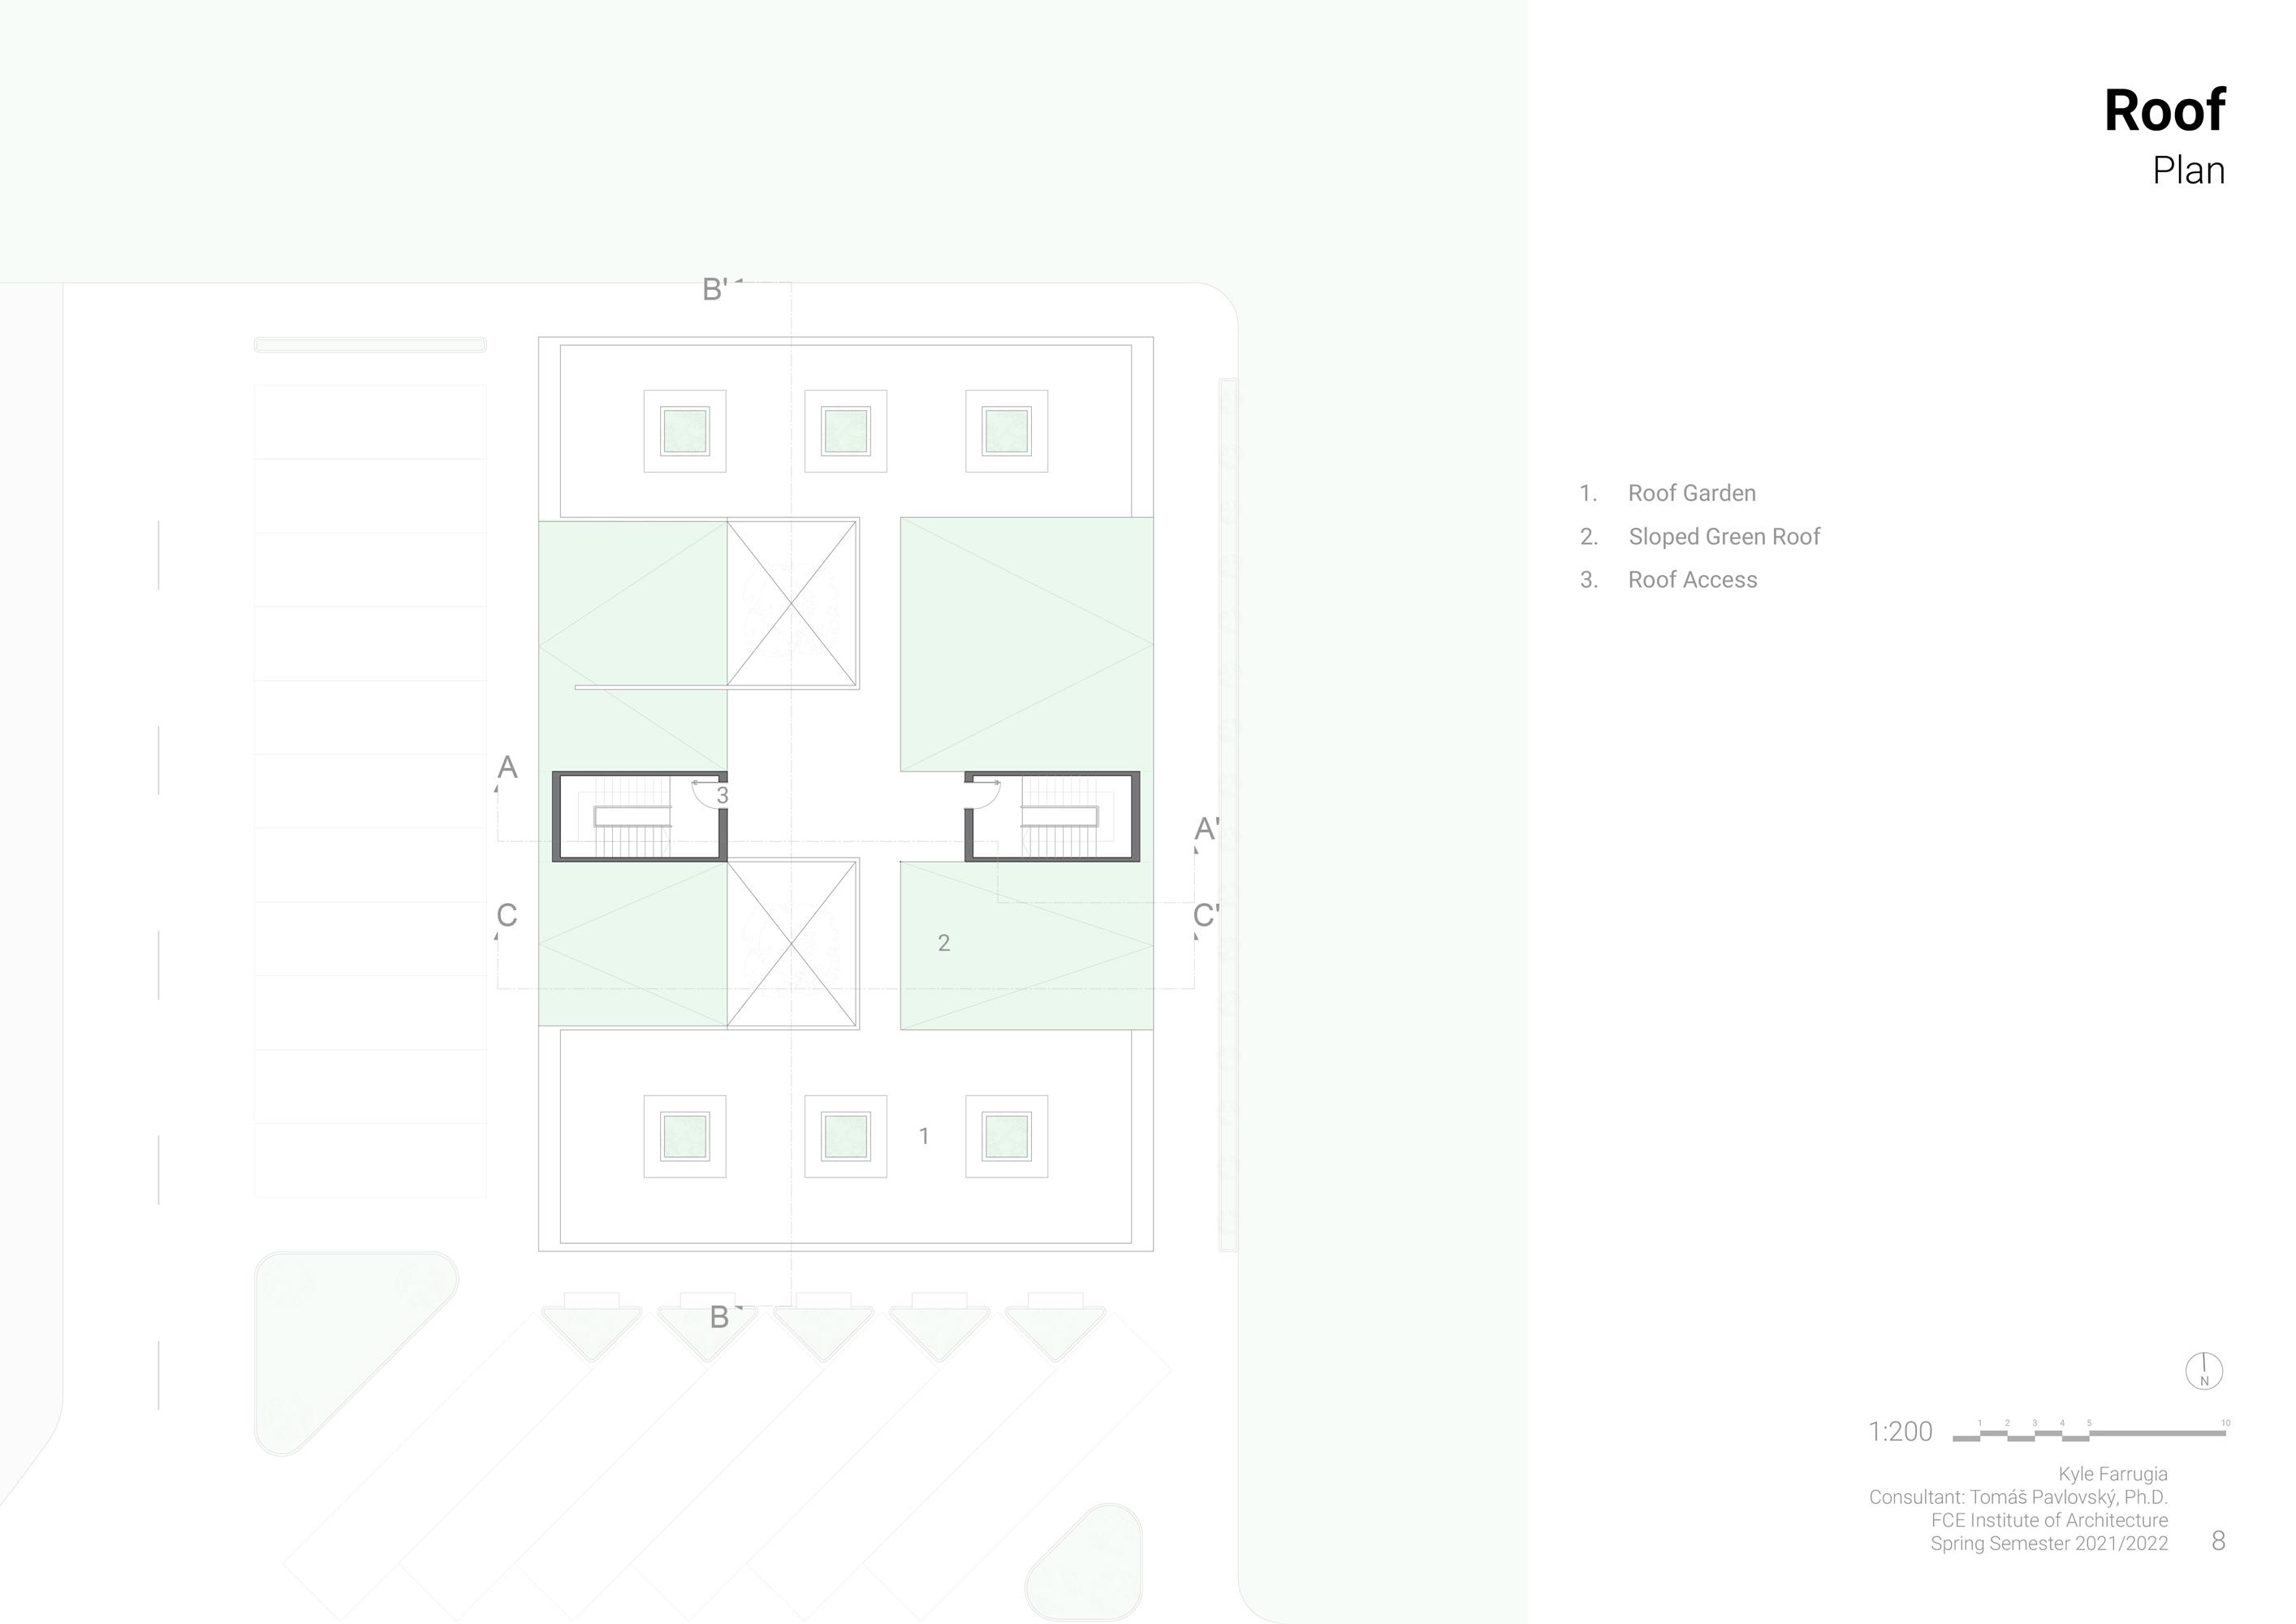 Roof
Plan
B'
1. Roof Garden
2. Sloped Green Roof
3. Roof Access
A
3
A'
C
C'
2
1
B
N
1:200
1 2 3 4 5 10
Kyle Farrugia
Consultant: Tomáš Pavlovský, Ph.D.
FCE Institute of Architecture
Spring Semester 2021/2022
8